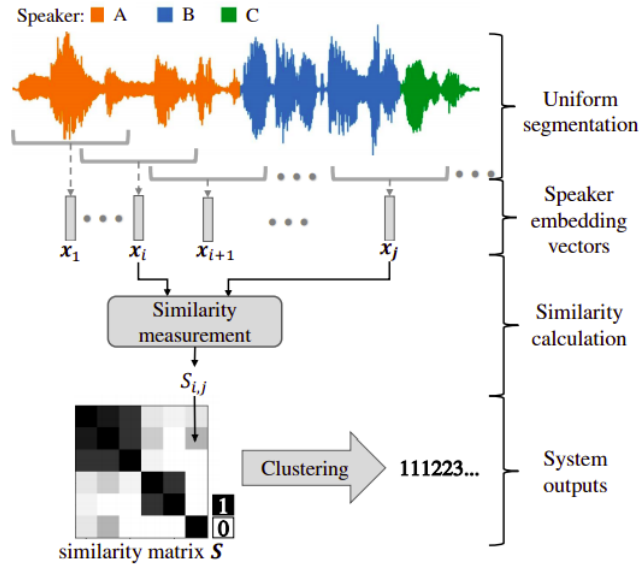 Speaker: A B C
Uniform
segmentation
x₁ xᵢ xᵢ₊₁ xⱼ
Speaker
embedding
vectors
Similarity
measurement
Similarity
calculation
Sᵢ,ⱼ
Clustering
111223...
System
outputs
1
0
similarity matrix S